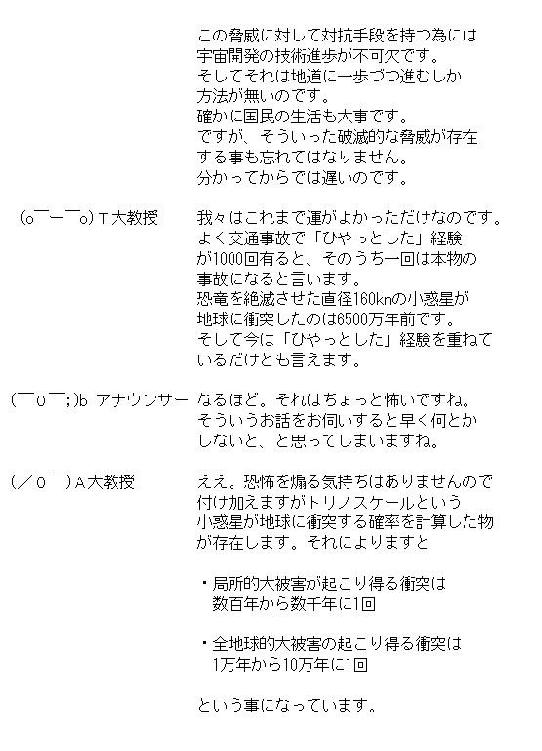 この脅威に対して対抗手段を持つ為には
宇宙開発の技術進歩が不可欠です。
そしてそれは地道に一歩づつ進むしか
方法が無いのです。
確かに国民の生活も大事です。
ですが、そういった破滅的な脅威が存在
する事も忘れてはなりません。
分かってからでは遅いのです。
(o￣ー￣o)Ｔ大教授 我々はこれまで運がよかっただけなのです。
よく交通事故で「ひやっとした」経験
が1000回有ると、そのうち一回は本物の
事故になると言います。
恐竜を絶滅させた直径160kmの小惑星が
地球に衝突したのは6500万年前です。
そして今は「ひやっとした」経験を重ねて
いるだけとも言えます。
(￣０￣;)b アナウンサー なるほど。それはちょっと怖いですね。
そういうお話をお伺いすると早く何とか
しないと、と思ってしまいますね。
(／０　)Ａ大教授 ええ。恐怖を煽る気持ちはありませんので
付け加えますがトリノスケールという
小惑星が地球に衝突する確率を計算した物
が存在します。それによりますと
・局所的大被害が起こり得る衝突は
数百年から数千年に1回
・全地球的大被害の起こり得る衝突は
1万年から10万年に1回
という事になっています。